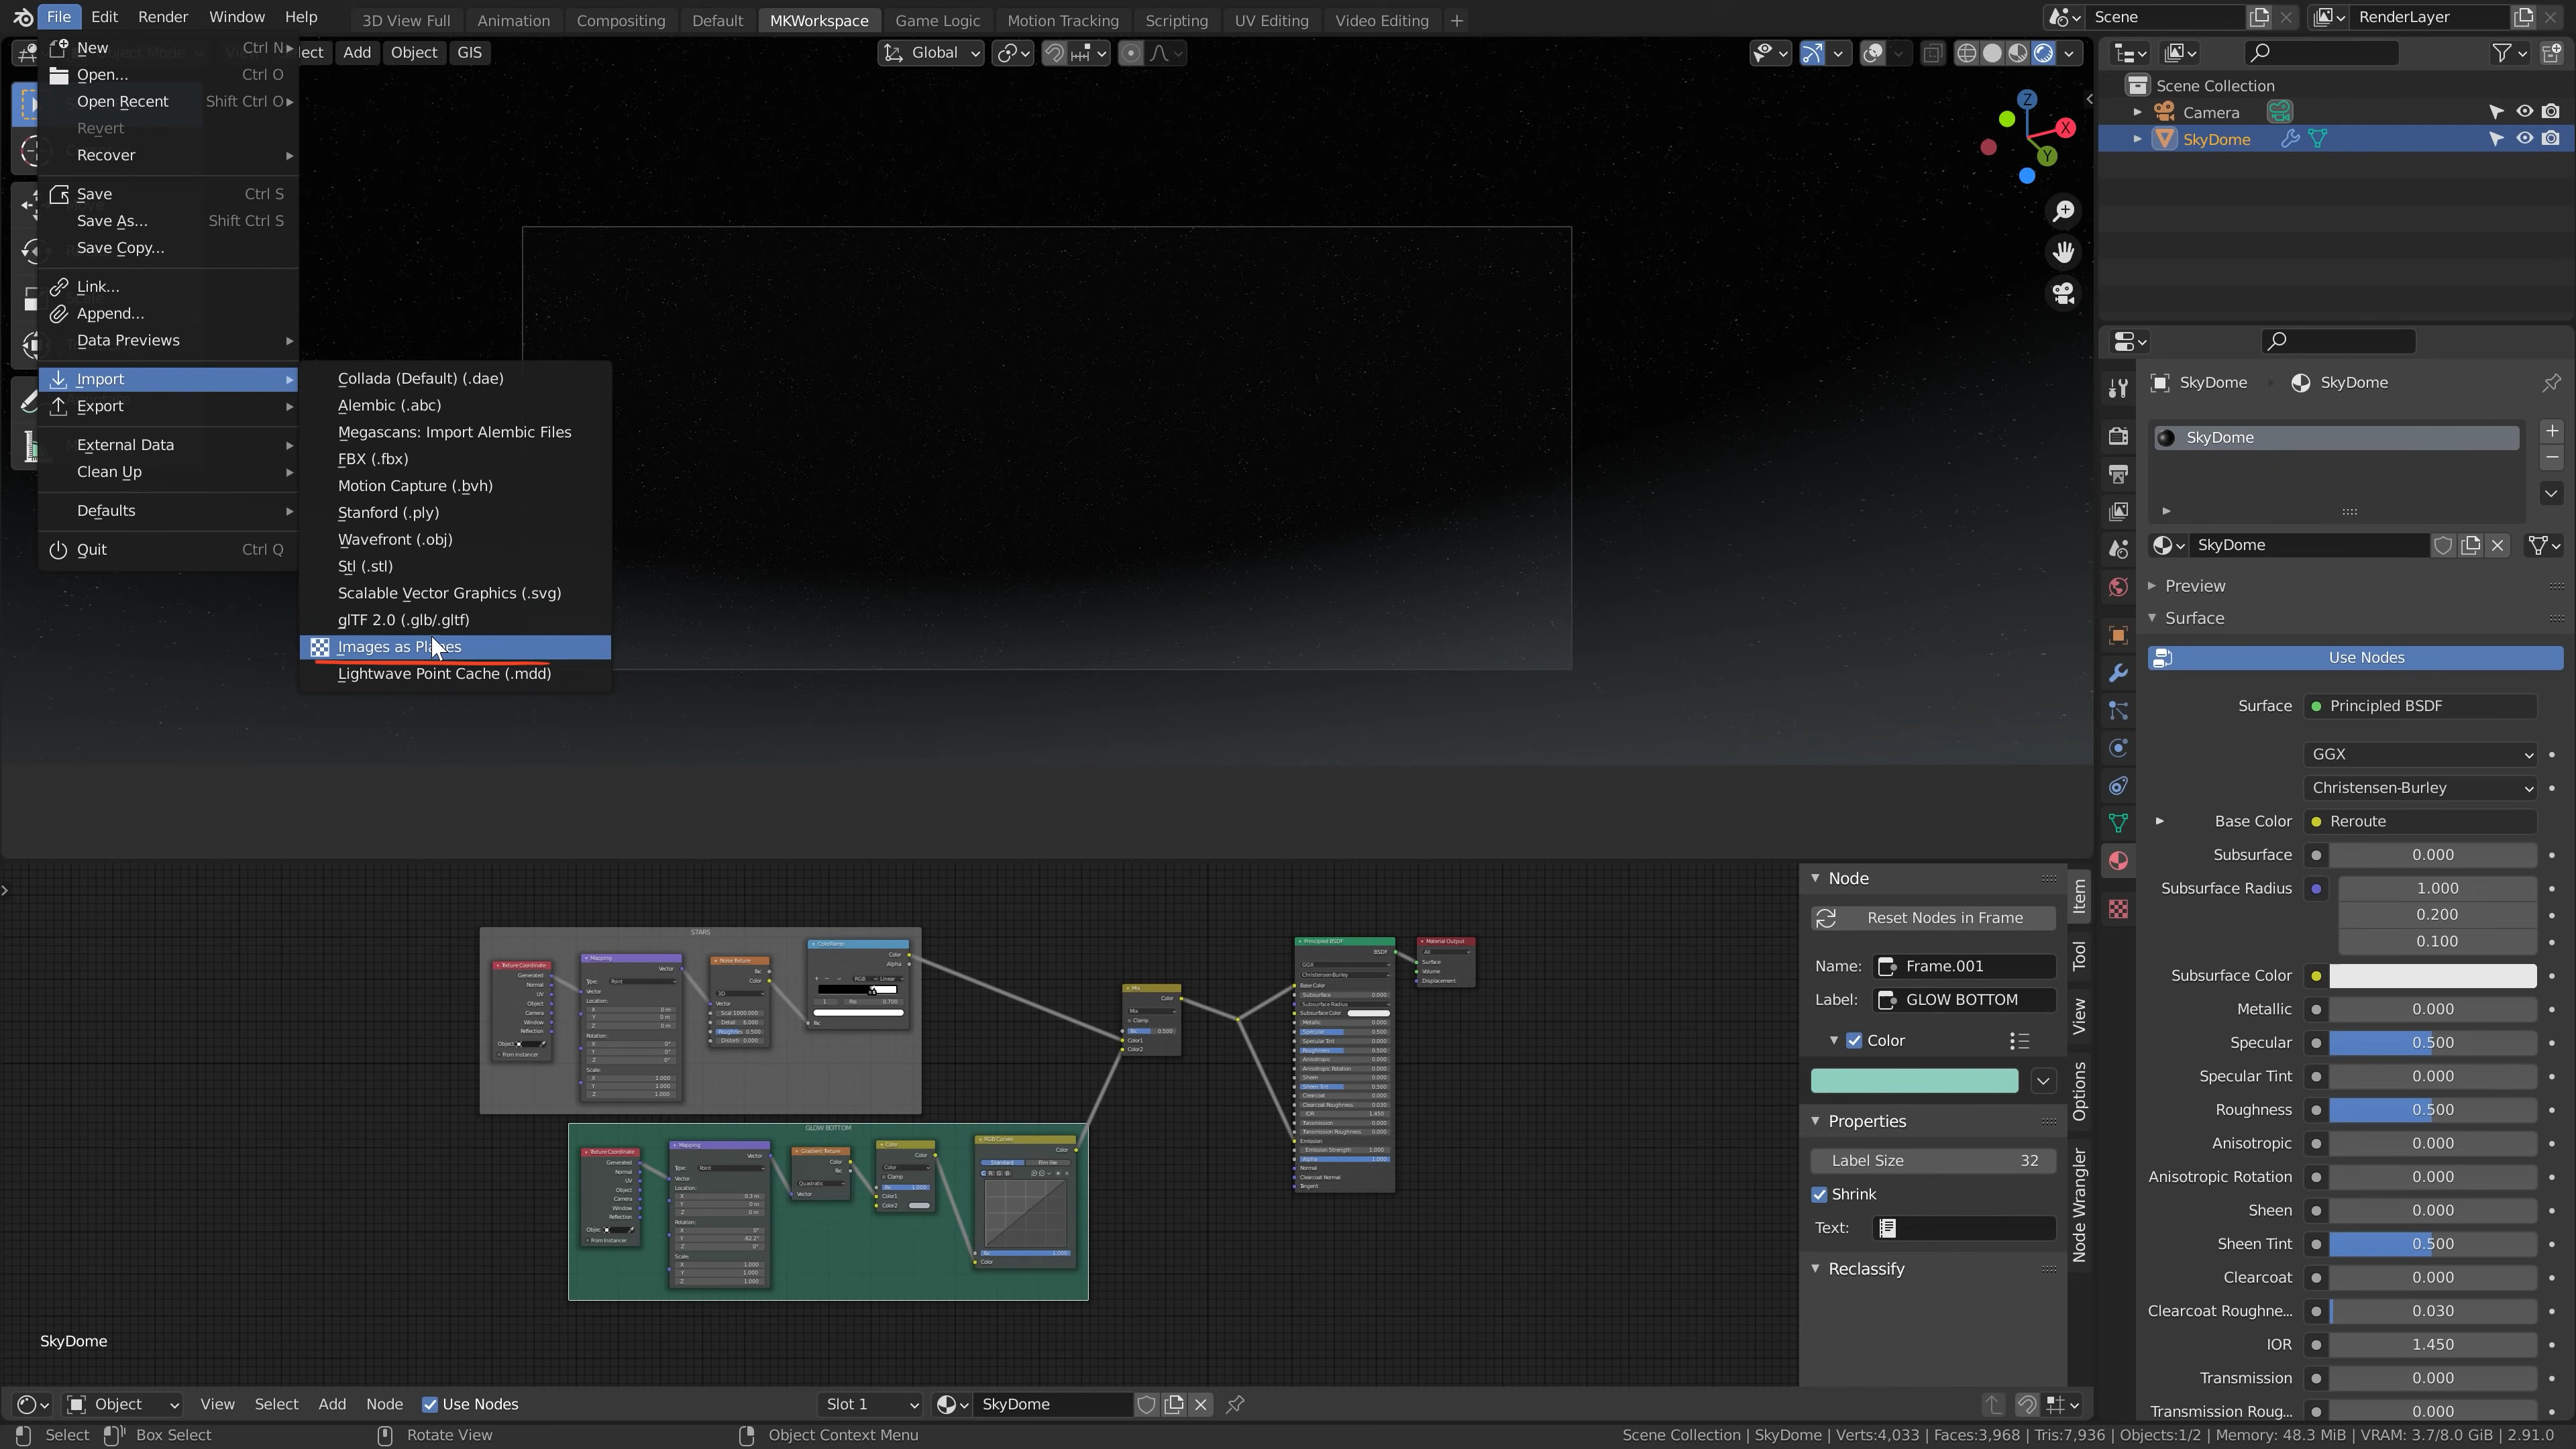 File Edit Render Window Help
3D View Full Animation Compositing Default MKWorkspace Game Logic Motion Tracking Scripting UV Editing Video Editing +
Scene
RenderLayer
Add Object GIS
Global
New Ctrl N
Open... Ctrl O
Open Recent Shift Ctrl O
Revert
Recover
Save Ctrl S
Save As... Shift Ctrl S
Save Copy...
Link...
Append...
Data Previews
Import
Export
External Data
Clean Up
Defaults
Quit Ctrl Q
Collada (Default) (.dae)
Alembic (.abc)
Megascans: Import Alembic Files
FBX (.fbx)
Motion Capture (.bvh)
Stanford (.ply)
Wavefront (.obj)
Stl (.stl)
Scalable Vector Graphics (.svg)
glTF 2.0 (.glb/.gltf)
Images as Planes
Lightwave Point Cache (.mdd)
Z
X
Y
Scene Collection
Camera
SkyDome
SkyDome SkyDome
SkyDome
SkyDome
Preview
Surface
Use Nodes
Surface Principled BSDF
GGX
Christensen-Burley
Base Color Reroute
Subsurface 0.000
Subsurface Radius 1.000
0.200
0.100
Subsurface Color
Metallic 0.000
Specular 0.500
Specular Tint 0.000
Roughness 0.500
Anisotropic 0.000
Anisotropic Rotation 0.000
Sheen 0.000
Sheen Tint 0.500
Clearcoat 0.000
Clearcoat Roughne... 0.030
IOR 1.450
Transmission 0.000
Transmission Roug... 0.000
STARS
GLOW BOTTOM
Node
Reset Nodes in Frame
Name: Frame.001
Label: GLOW BOTTOM
Color
Properties
Label Size 32
Shrink
Text:
Reclassify
Item
Tool
View
Options
Node Wrangler
SkyDome
Object View Select Add Node Use Nodes Slot 1 SkyDome
Select Box Select Rotate View Object Context Menu
Scene Collection | SkyDome | Verts:4,033 | Faces:3,968 | Tris:7,936 | Objects:1/2 | Memory: 48.3 MiB | VRAM: 3.7/8.0 GiB | 2.91.0